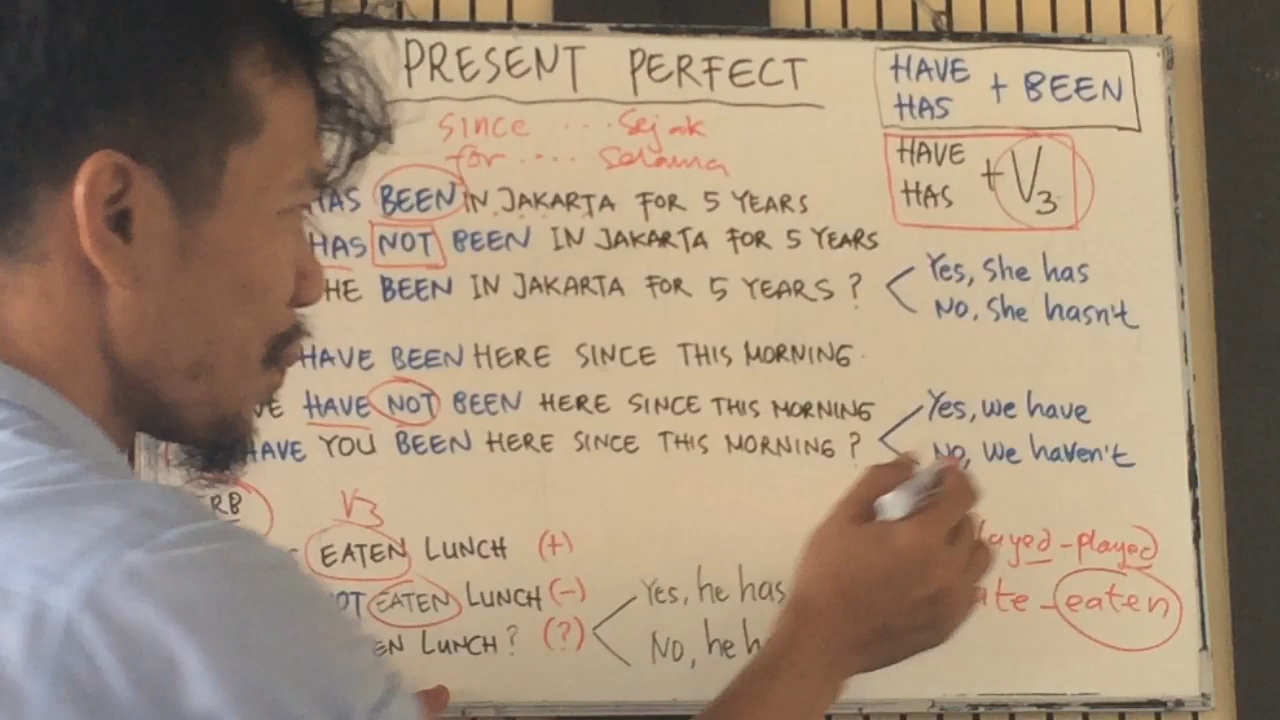 PRESENT PERFECT
HAVE
HAS + BEEN
since .... sejak
for .... selama
HAVE
HAS + V3
HAS BEEN IN JAKARTA FOR 5 YEARS
HAS NOT BEEN IN JAKARTA FOR 5 YEARS
HE BEEN IN JAKARTA FOR 5 YEARS ?
Yes, She has
No, She hasn't
HAVE BEEN HERE SINCE THIS MORNING.
VE HAVE NOT BEEN HERE SINCE THIS MORNING
HAVE YOU BEEN HERE SINCE THIS MORNING ?
Yes, we have
No, we haven't
RB
V3
EATEN LUNCH (+)
OT EATEN LUNCH (-)
EN LUNCH ? (?)
Yes, he has
No, he h
ayed - played
ate - eaten